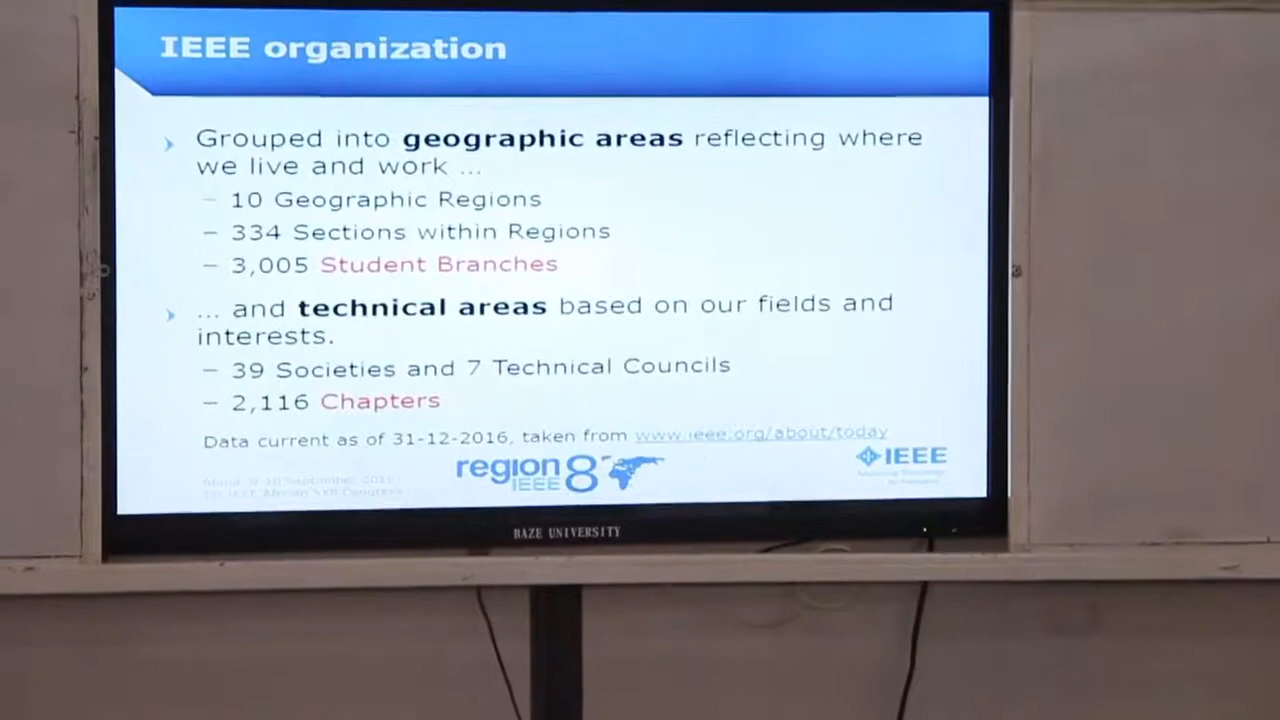 IEEE organization
Grouped into geographic areas reflecting where
we live and work ...
– 10 Geographic Regions
– 334 Sections within Regions
– 3,005 Student Branches
... and technical areas based on our fields and
interests.
– 39 Societies and 7 Technical Councils
– 2,116 Chapters
Data current as of 31-12-2016, taken from www.ieee.org/about/today
region 8
IEEE
IEEE
BAZE UNIVERSITY